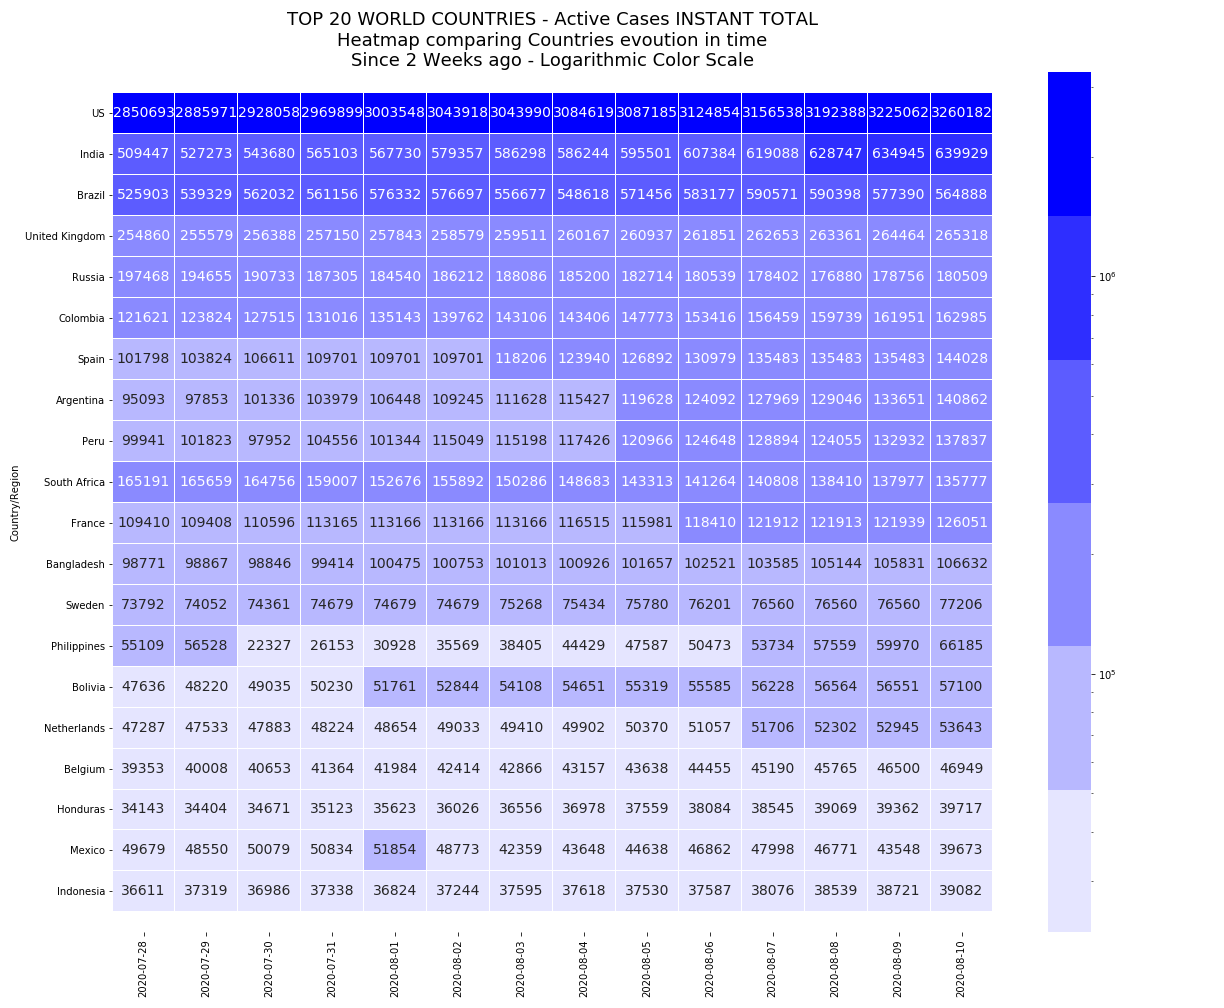 TOP 20 WORLD COUNTRIES - Active Cases INSTANT TOTAL
Heatmap comparing Countries evoution in time
Since 2 Weeks ago - Logarithmic Color Scale
US 2850693 2885971 2928058 2969899 3003548 3043918 3043990 3084619 3087185 3124854 3156538 3192388 3225062 3260182
India 509447 527273 543680 565103 567730 579357 586298 586244 595501 607384 619088 628747 634945 639929
Brazil 525903 539329 562032 561156 576332 576697 556677 548618 571456 583177 590571 590398 577390 564888
United Kingdom 254860 255579 256388 257150 257843 258579 259511 260167 260937 261851 262653 263361 264464 265318
Russia 197468 194655 190733 187305 184540 186212 188086 185200 182714 180539 178402 176880 178756 180509
Colombia 121621 123824 127515 131016 135143 139762 143106 143406 147773 153416 156459 159739 161951 162985
Spain 101798 103824 106611 109701 109701 109701 118206 123940 126892 130979 135483 135483 135483 144028
Argentina 95093 97853 101336 103979 106448 109245 111628 115427 119628 124092 127969 129046 133651 140862
Peru 99941 101823 97952 104556 101344 115049 115198 117426 120966 124648 128894 124055 132932 137837
South Africa 165191 165659 164756 159007 152676 155892 150286 148683 143313 141264 140808 138410 137977 135777
France 109410 109408 110596 113165 113166 113166 113166 116515 115981 118410 121912 121913 121939 126051
Bangladesh 98771 98867 98846 99414 100475 100753 101013 100926 101657 102521 103585 105144 105831 106632
Sweden 73792 74052 74361 74679 74679 74679 75268 75434 75780 76201 76560 76560 76560 77206
Philippines 55109 56528 22327 26153 30928 35569 38405 44429 47587 50473 53734 57559 59970 66185
Bolivia 47636 48220 49035 50230 51761 52844 54108 54651 55319 55585 56228 56564 56551 57100
Netherlands 47287 47533 47883 48224 48654 49033 49410 49902 50370 51057 51706 52302 52945 53643
Belgium 39353 40008 40653 41364 41984 42414 42866 43157 43638 44455 45190 45765 46500 46949
Honduras 34143 34404 34671 35123 35623 36026 36556 36978 37559 38084 38545 39069 39362 39717
Mexico 49679 48550 50079 50834 51854 48773 42359 43648 44638 46862 47998 46771 43548 39673
Indonesia 36611 37319 36986 37338 36824 37244 37595 37618 37530 37587 38076 38539 38721 39082
2020-07-28 2020-07-29 2020-07-30 2020-07-31 2020-08-01 2020-08-02 2020-08-03 2020-08-04 2020-08-05 2020-08-06 2020-08-07 2020-08-08 2020-08-09 2020-08-10
Country/Region
10⁶
10⁵